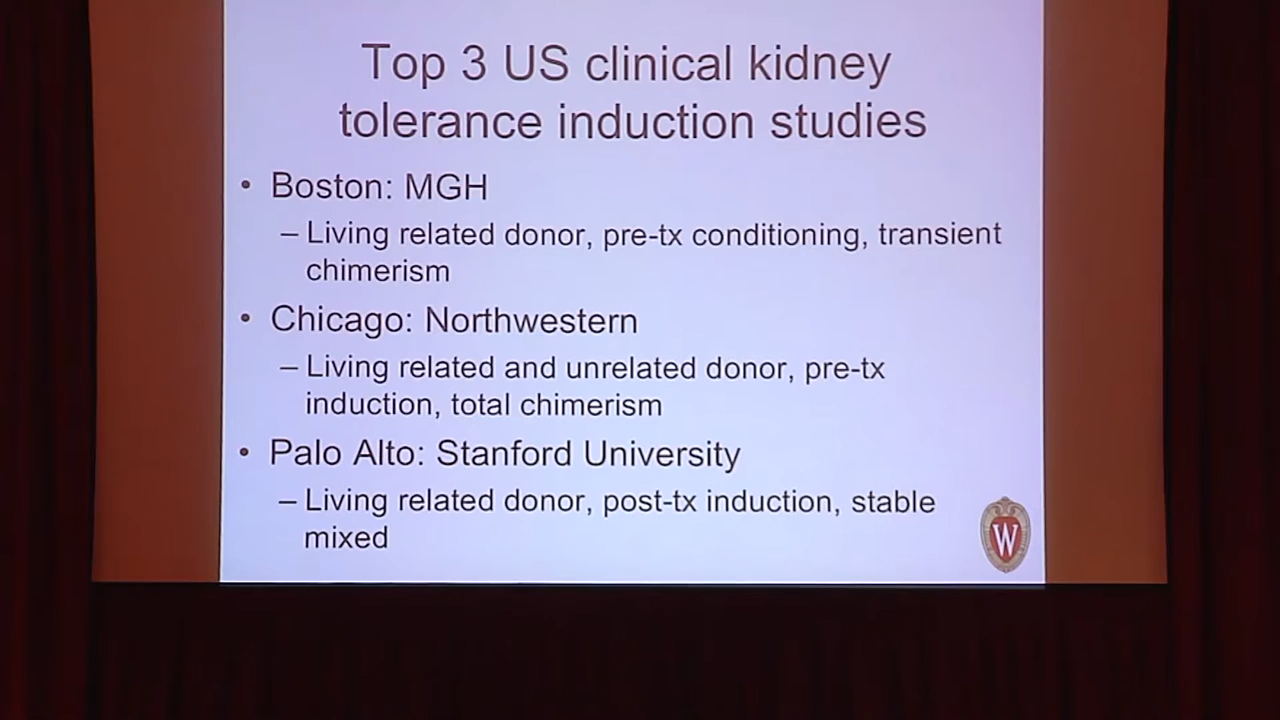 Top 3 US clinical kidney
tolerance induction studies
• Boston: MGH
– Living related donor, pre-tx conditioning, transient
chimerism
• Chicago: Northwestern
– Living related and unrelated donor, pre-tx
induction, total chimerism
• Palo Alto: Stanford University
– Living related donor, post-tx induction, stable
mixed
W